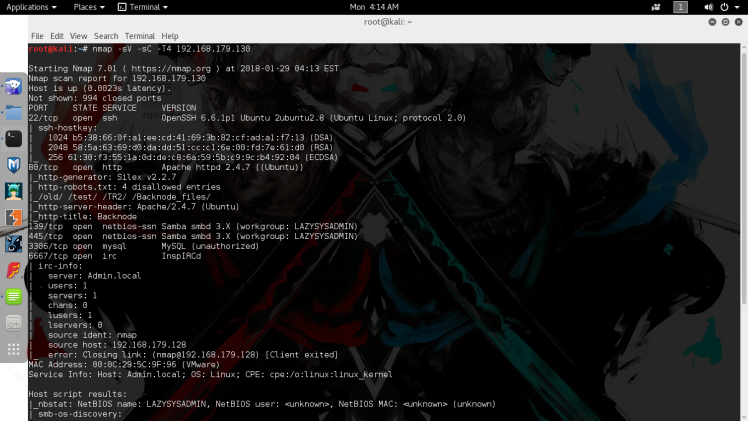 Applications Places Terminal Mon 4:14 AM 1
root@kali: ~
File Edit View Search Terminal Help
root@kali:~# nmap -sV -sC -T4 192.168.179.130
Starting Nmap 7.01 ( https://nmap.org ) at 2018-01-29 04:13 EST
Nmap scan report for 192.168.179.130
Host is up (0.0023s latency).
Not shown: 994 closed ports
PORT STATE SERVICE VERSION
22/tcp open ssh OpenSSH 6.6.1p1 Ubuntu 2ubuntu2.8 (Ubuntu Linux; protocol 2.0)
| ssh-hostkey:
| 1024 b5:38:66:0f:a1:ee:cd:41:69:3b:82:cf:ad:a1:f7:13 (DSA)
| 2048 58:5a:63:69:d0:da:dd:51:cc:c1:6e:00:fd:7e:61:d0 (RSA)
|_ 256 61:30:f3:55:1a:0d:de:c8:6a:59:5b:c9:9c:b4:92:04 (ECDSA)
80/tcp open http Apache httpd 2.4.7 ((Ubuntu))
|_http-generator: Silex v2.2.7
| http-robots.txt: 4 disallowed entries
|_/old/ /test/ /TR2/ /Backnode_files/
|_http-server-header: Apache/2.4.7 (Ubuntu)
|_http-title: Backnode
139/tcp open netbios-ssn Samba smbd 3.X (workgroup: LAZYSYSADMIN)
445/tcp open netbios-ssn Samba smbd 3.X (workgroup: LAZYSYSADMIN)
3306/tcp open mysql MySQL (unauthorized)
6667/tcp open irc InspIRCd
| irc-info:
| server: Admin.local
| users: 1
| servers: 1
| chans: 0
| lusers: 1
| lservers: 0
| source ident: nmap
| source host: 192.168.179.128
|_ error: Closing link: (nmap@192.168.179.128) [Client exited]
MAC Address: 00:0C:29:5C:9F:96 (VMware)
Service Info: Host: Admin.local; OS: Linux; CPE: cpe:/o:linux:linux_kernel
Host script results:
|_nbstat: NetBIOS name: LAZYSYSADMIN, NetBIOS user: <unknown>, NetBIOS MAC: <unknown> (unknown)
| smb-os-discovery: